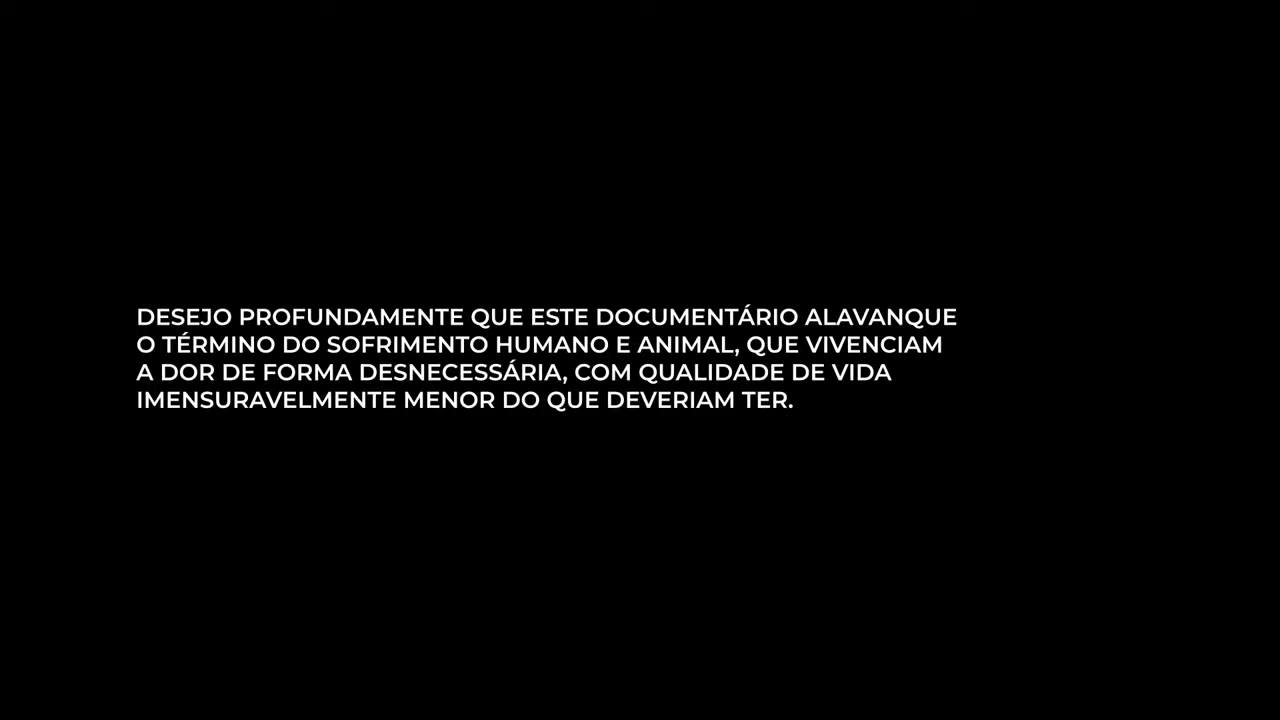 DESEJO PROFUNDAMENTE QUE ESTE DOCUMENTÁRIO ALAVANQUE
O TÉRMINO DO SOFRIMENTO HUMANO E ANIMAL, QUE VIVENCIAM
A DOR DE FORMA DESNECESSÁRIA, COM QUALIDADE DE VIDA
IMENSURAVELMENTE MENOR DO QUE DEVERIAM TER.